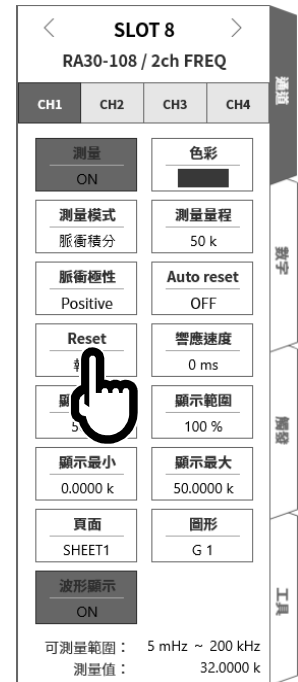 SLOT 8
RA30-108 / 2ch FREQ
CH1 CH2 CH3 CH4
測量 色彩
ON
測量模式 測量量程
脈衝積分 50 k
脈衝極性 Auto reset
Positive OFF
Reset 響應速度
0 ms
顯示範圍
100 %
顯示最小 顯示最大
0.0000 k 50.0000 k
頁面 圖形
SHEET1 G 1
波形顯示
ON
可測量範圍： 5 mHz ~ 200 kHz
測量值： 32.0000 k
通道
數字
觸發
工具